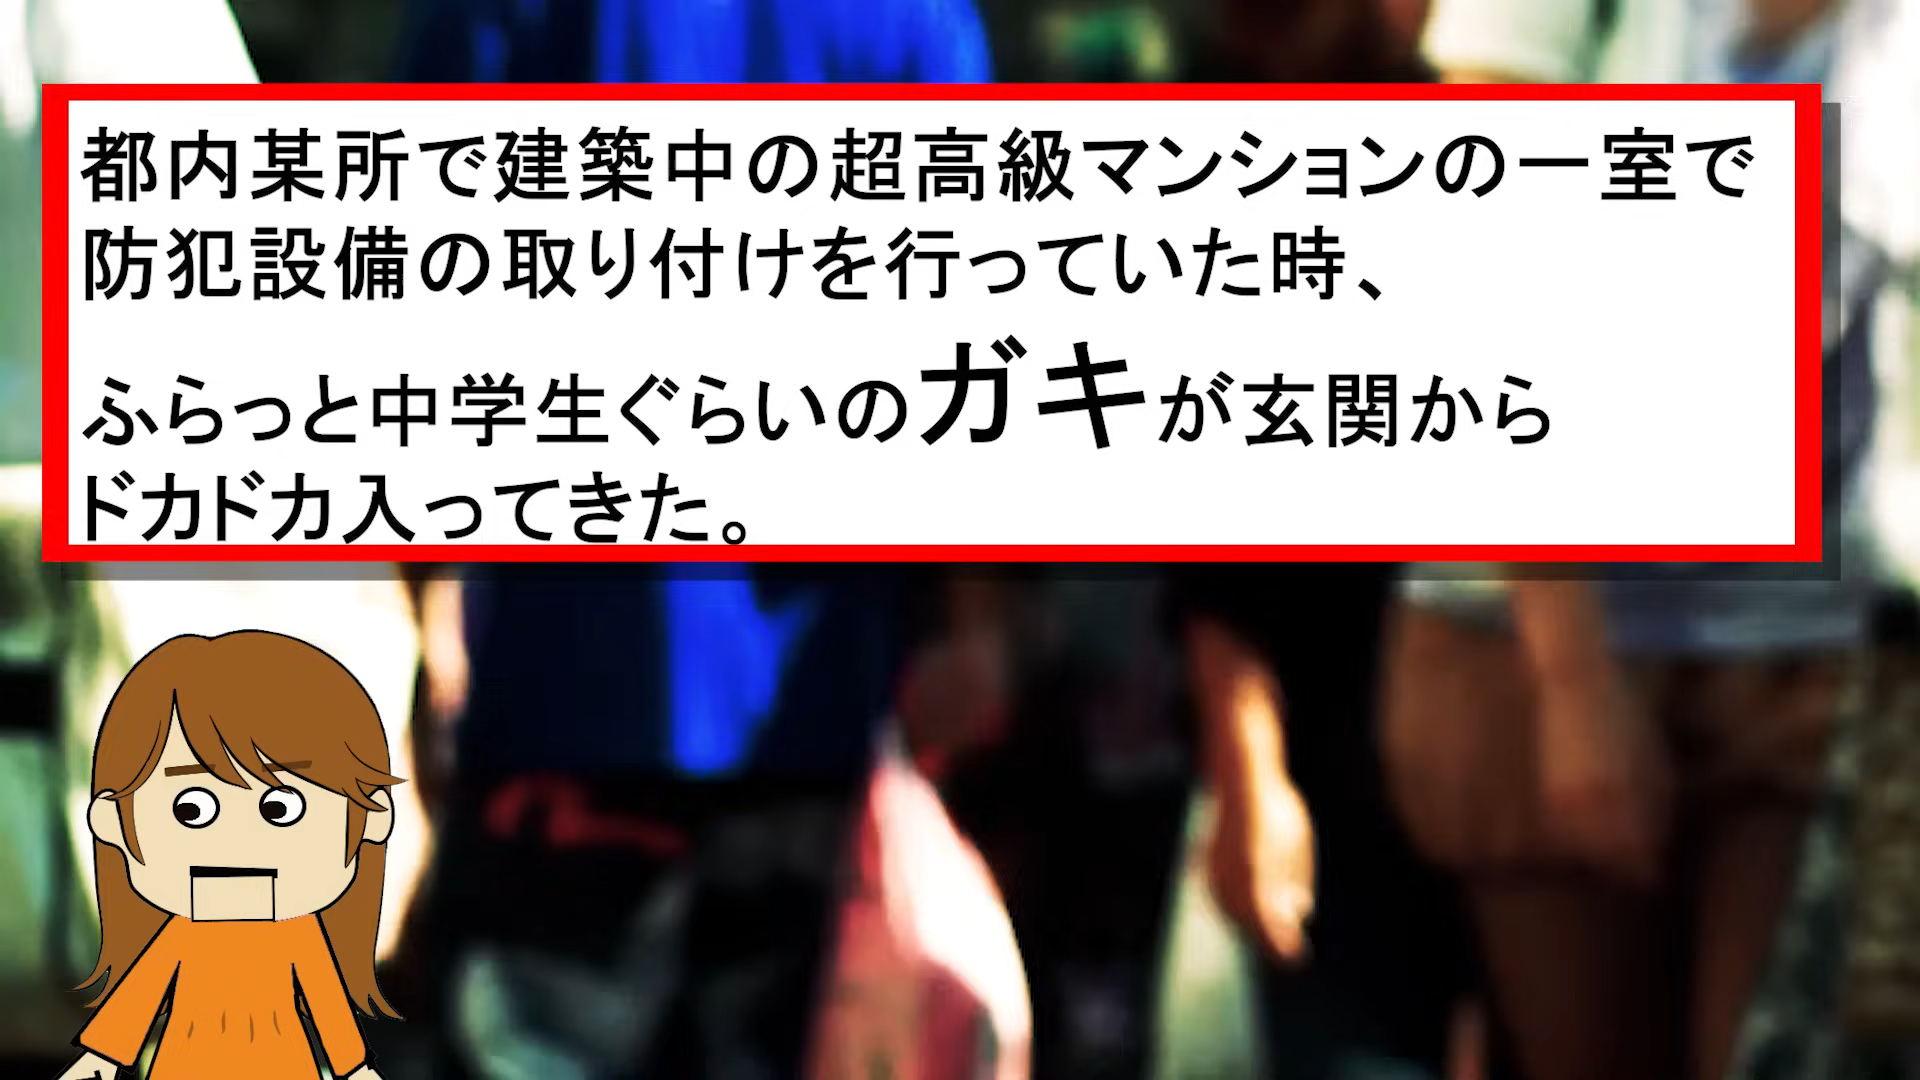 都内某所で建築中の超高級マンションの一室で
防犯設備の取り付けを行っていた時、
ふらっと中学生ぐらいのガキが玄関から
ドカドカ入ってきた。